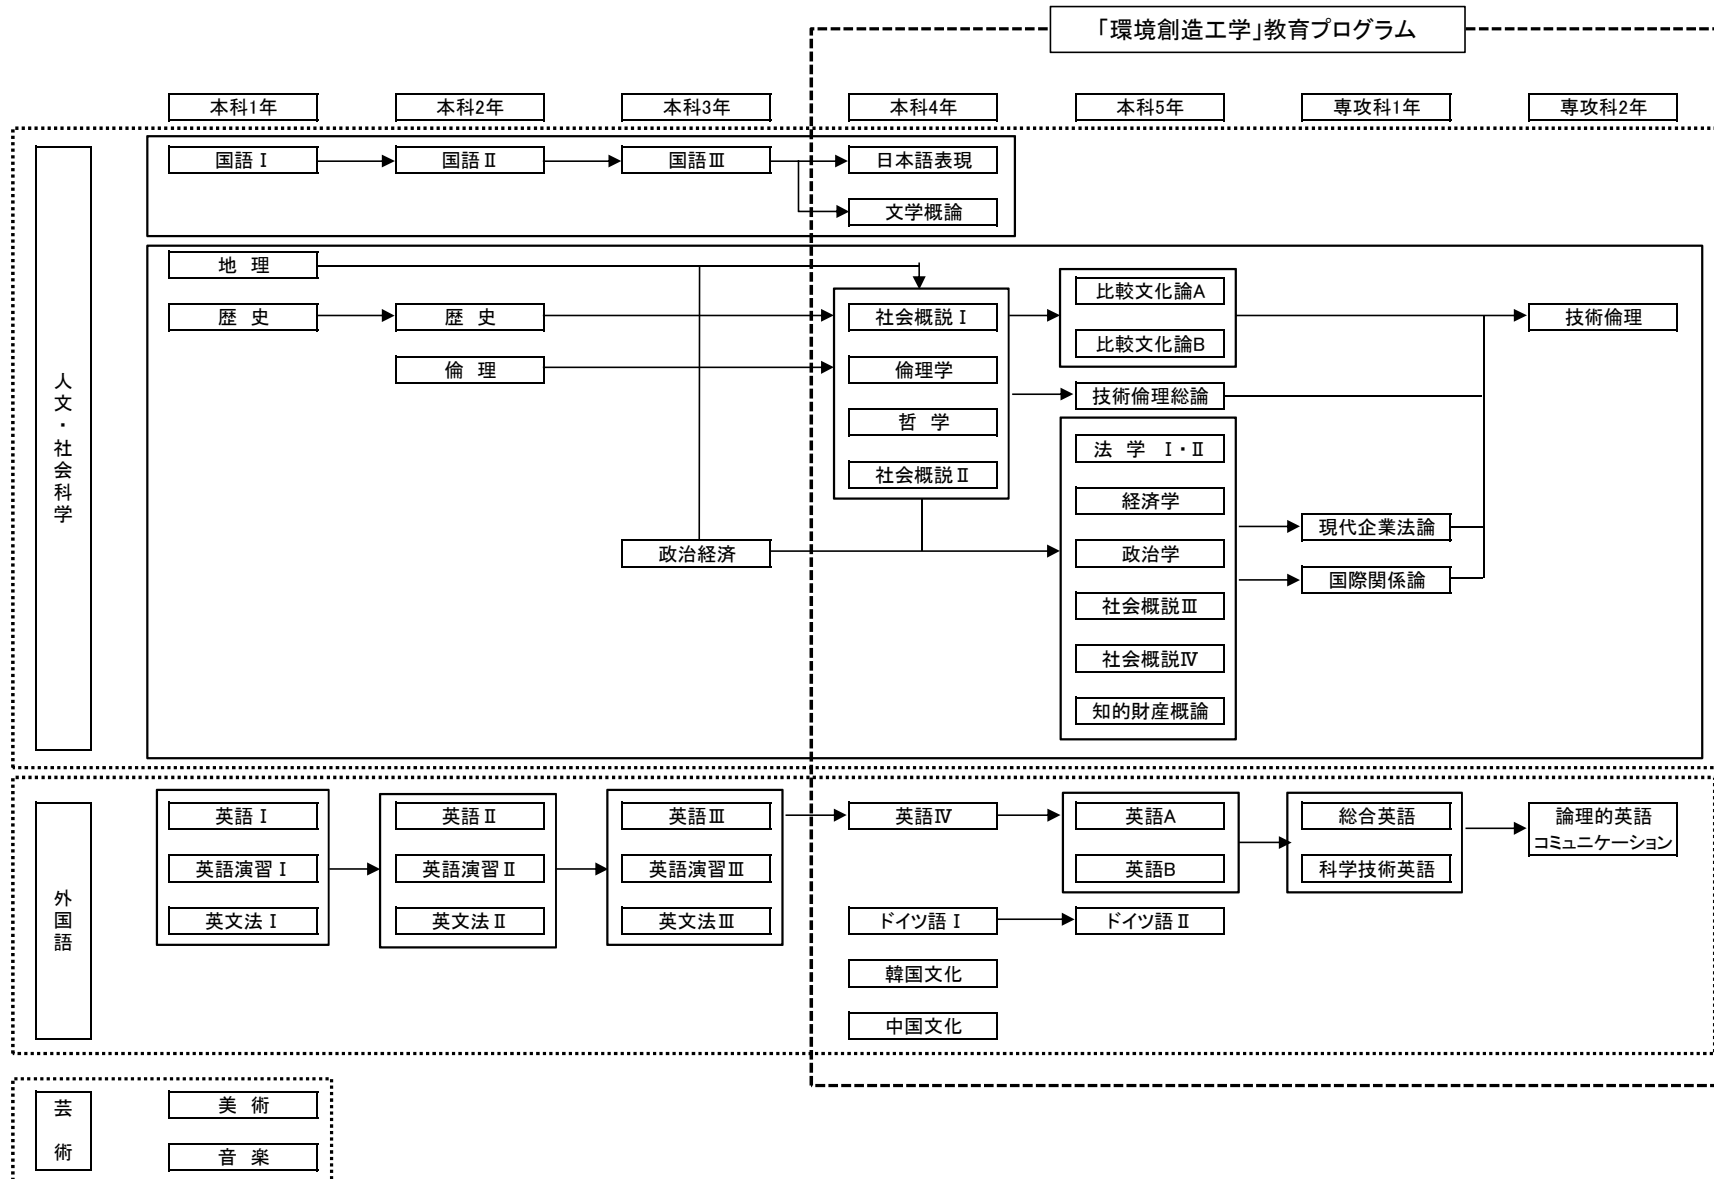 「環境創造工学」教育プログラム
本科1年
本科2年
本科3年
本科4年
本科5年
専攻科1年
専攻科2年
人文・社会科学
国語Ⅰ
国語Ⅱ
国語Ⅲ
日本語表現
文学概論
地 理
歴 史
歴 史
倫 理
政治経済
社会概説Ⅰ
倫理学
哲 学
社会概説Ⅱ
比較文化論A
比較文化論B
技術倫理総論
法 学 Ⅰ・Ⅱ
経済学
政治学
社会概説Ⅲ
社会概説Ⅳ
知的財産概論
現代企業法論
国際関係論
技術倫理
外国語
英語Ⅰ
英語演習Ⅰ
英文法Ⅰ
英語Ⅱ
英語演習Ⅱ
英文法Ⅱ
英語Ⅲ
英語演習Ⅲ
英文法Ⅲ
英語Ⅳ
ドイツ語Ⅰ
韓国文化
中国文化
英語A
英語B
ドイツ語Ⅱ
総合英語
科学技術英語
論理的英語
コミュニケーション
芸術
美 術
音 楽